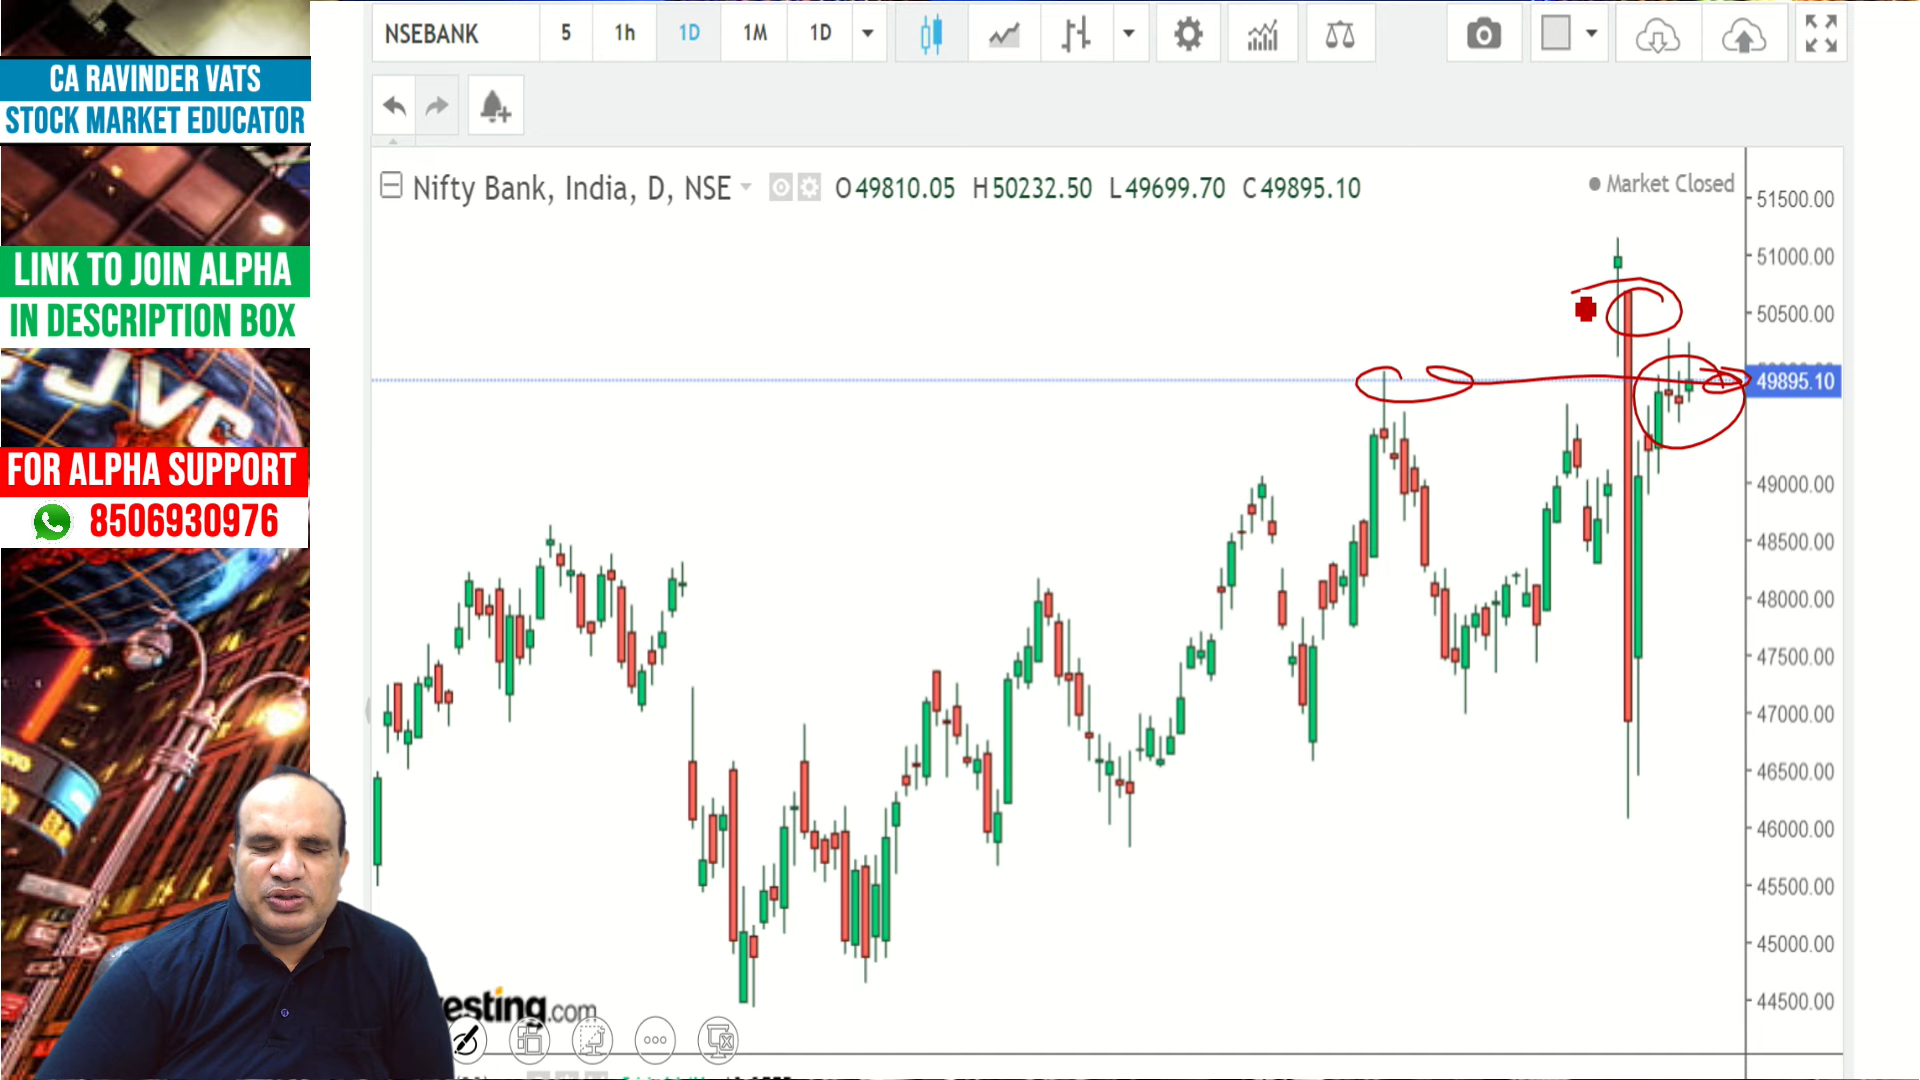 CA RAVINDER VATS
STOCK MARKET EDUCATOR
LINK TO JOIN ALPHA
IN DESCRIPTION BOX
JVC
FOR ALPHA SUPPORT
8506930976
NSEBANK 5 1h 1D 1M 1D
Nifty Bank, India, D, NSE O49810.05 H50232.50 L49699.70 C49895.10
Market Closed
51500.00
51000.00
50500.00
49895.10
49000.00
48500.00
48000.00
47500.00
47000.00
46500.00
46000.00
45500.00
45000.00
44500.00
esting.com